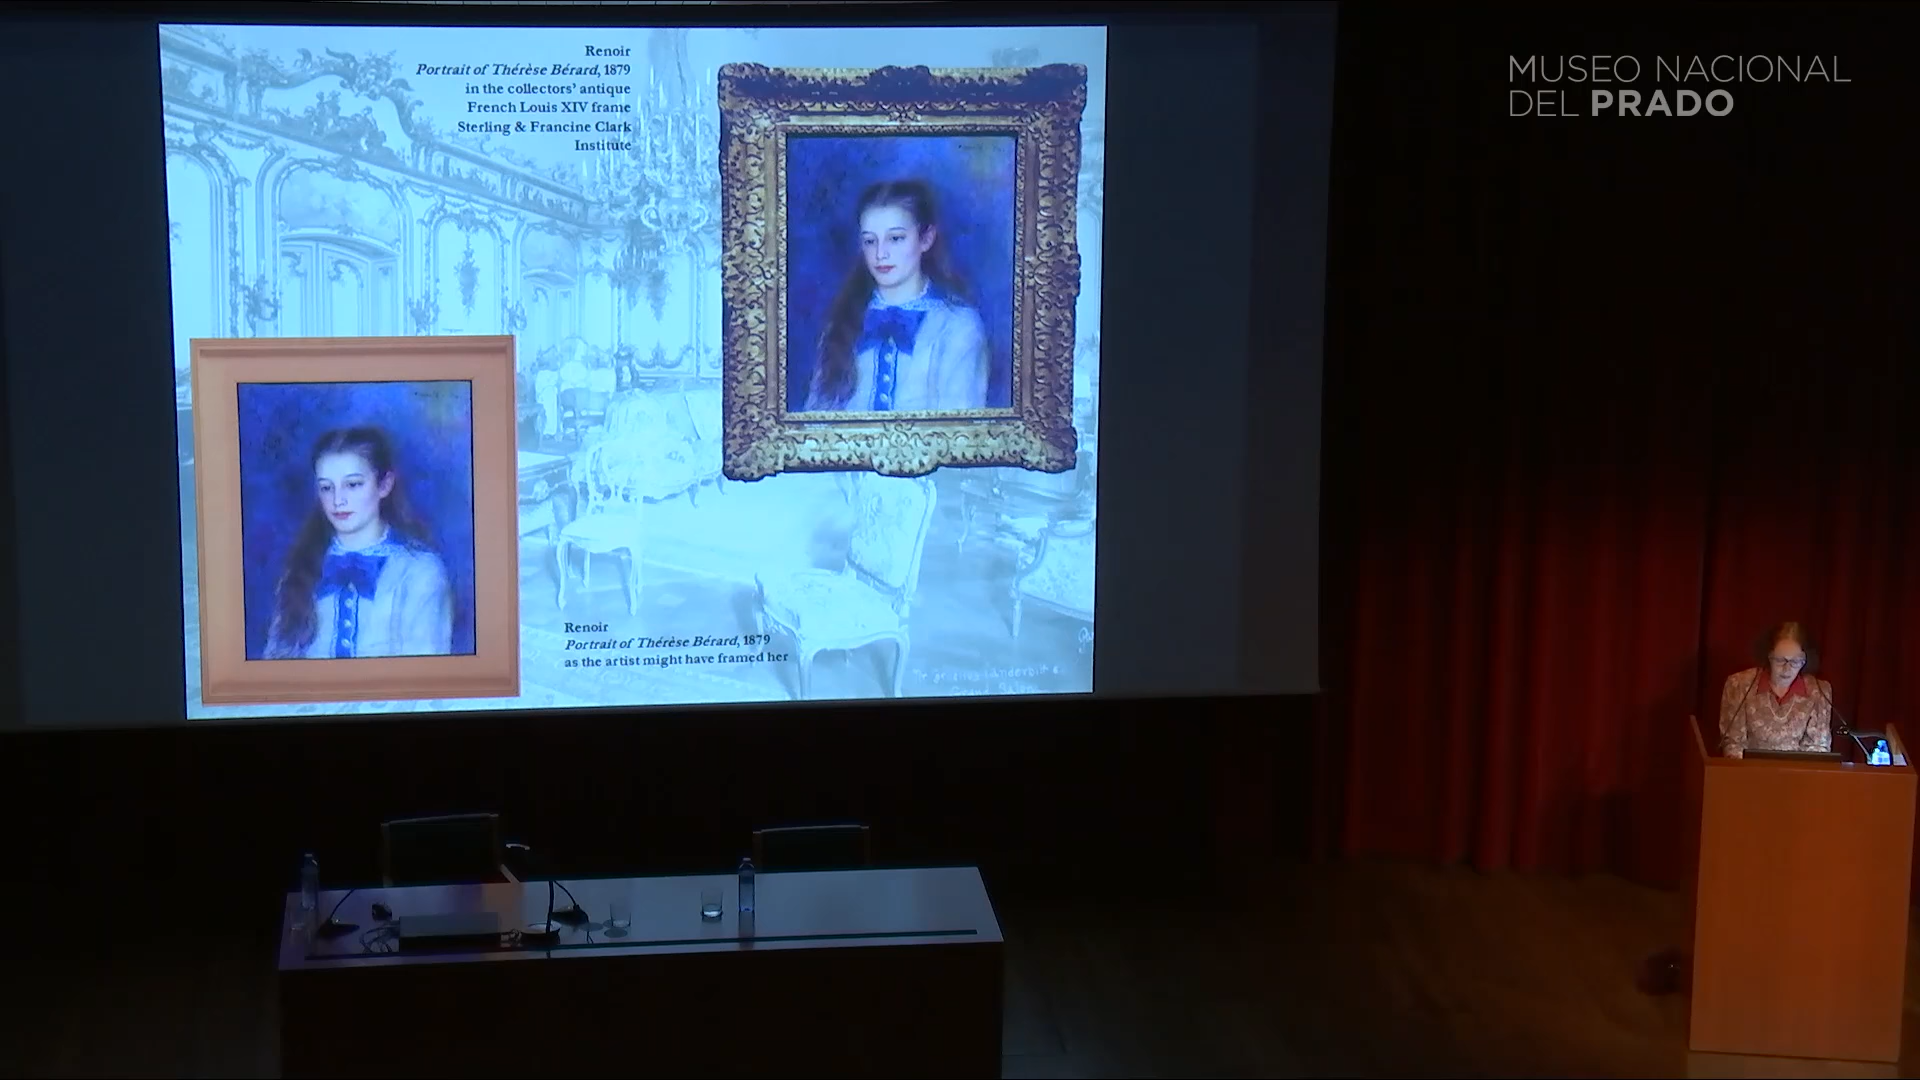 Renoir
Portrait of Thérèse Bérard, 1879
in the collectors' antique
French Louis XIV frame
Sterling & Francine Clark
Institute
MUSEO NACIONAL
DEL PRADO
Renoir
Portrait of Thérèse Bérard, 1879
as the artist might have framed her